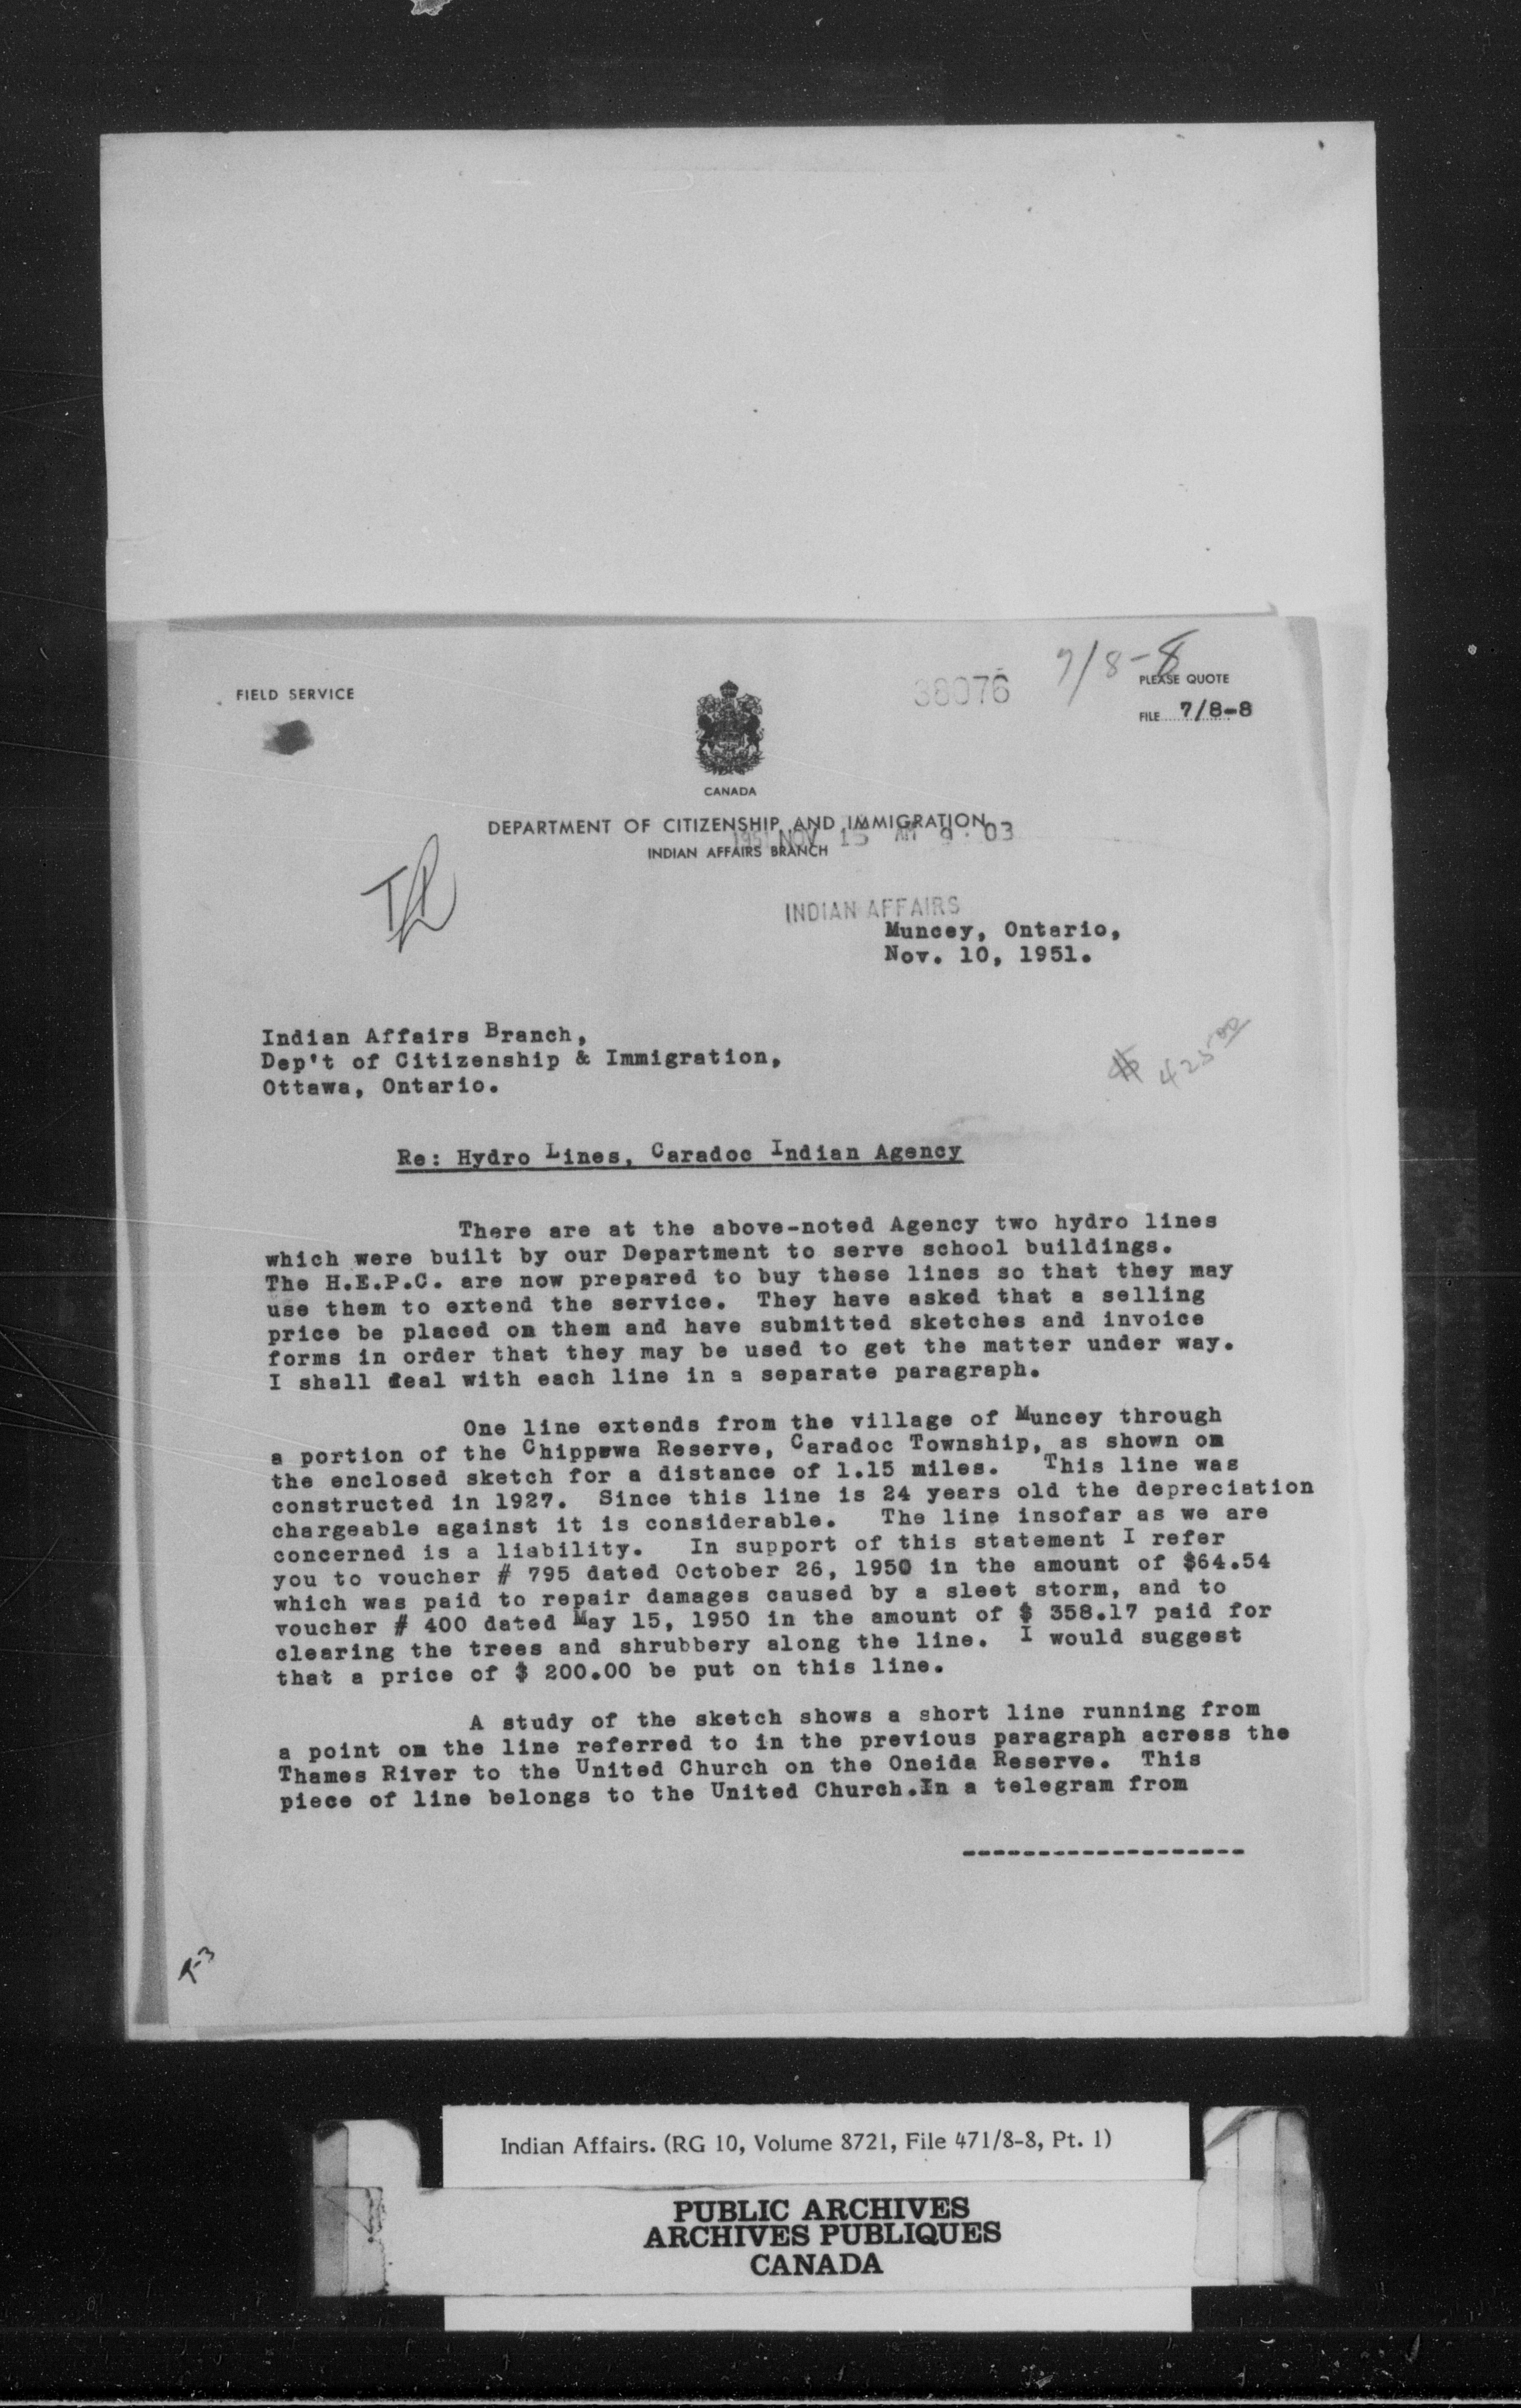 7/8-8
FIELD SERVICE
36076
PLEASE QUOTE
FILE 7/8-8
CANADA
DEPARTMENT OF CITIZENSHIP AND IMMIGRATION
1951 NOV 15 AM 9:03
INDIAN AFFAIRS BRANCH
INDIAN AFFAIRS
Muncey, Ontario,
Nov. 10, 1951.
Indian Affairs Branch,
Dep't of Citizenship & Immigration,
Ottawa, Ontario.
$ 425.00
Re: Hydro Lines, Caradoc Indian Agency
There are at the above-noted Agency two hydro lines
which were built by our Department to serve school buildings.
The H.E.P.C. are now prepared to buy these lines so that they may
use them to extend the service. They have asked that a selling
price be placed on them and have submitted sketches and invoice
forms in order that they may be used to get the matter under way.
I shall deal with each line in a separate paragraph.
One line extends from the village of Muncey through
a portion of the Chippewa Reserve, Caradoc Township, as shown on
the enclosed sketch for a distance of 1.15 miles. This line was
constructed in 1927. Since this line is 24 years old the depreciation
chargeable against it is considerable. The line insofar as we are
concerned is a liability. In support of this statement I refer
you to voucher # 795 dated October 26, 1950 in the amount of $64.54
which was paid to repair damages caused by a sleet storm, and to
voucher # 400 dated May 15, 1950 in the amount of $ 358.17 paid for
clearing the trees and shrubbery along the line. I would suggest
that a price of $ 200.00 be put on this line.
A study of the sketch shows a short line running from
a point on the line referred to in the previous paragraph acress the
Thames River to the United Church on the Oneida Reserve. This
piece of line belongs to the United Church.In a telegram from
--------------------
Indian Affairs. (RG 10, Volume 8721, File 471/8-8, Pt. 1)
PUBLIC ARCHIVES
ARCHIVES PUBLIQUES
CANADA